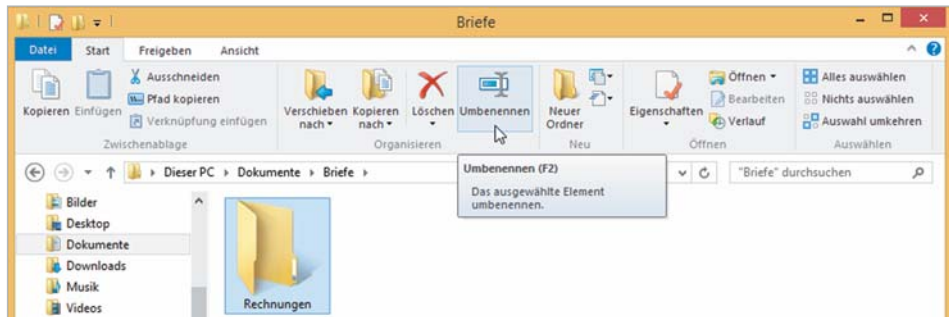 Briefe
Datei Start Freigeben Ansicht
Kopieren Einfügen
Ausschneiden
Pfad kopieren
Verknüpfung einfügen
Zwischenablage
Verschieben nach
Kopieren nach
Löschen
Umbenennen
Organisieren
Neuer Ordner
Neu
Eigenschaften
Öffnen
Bearbeiten
Verlauf
Öffnen
Alles auswählen
Nichts auswählen
Auswahl umkehren
Auswählen
Dieser PC Dokumente Briefe
"Briefe" durchsuchen
Umbenennen (F2)
Das ausgewählte Element
umbenennen.
Bilder
Desktop
Dokumente
Downloads
Musik
Videos
Rechnungen